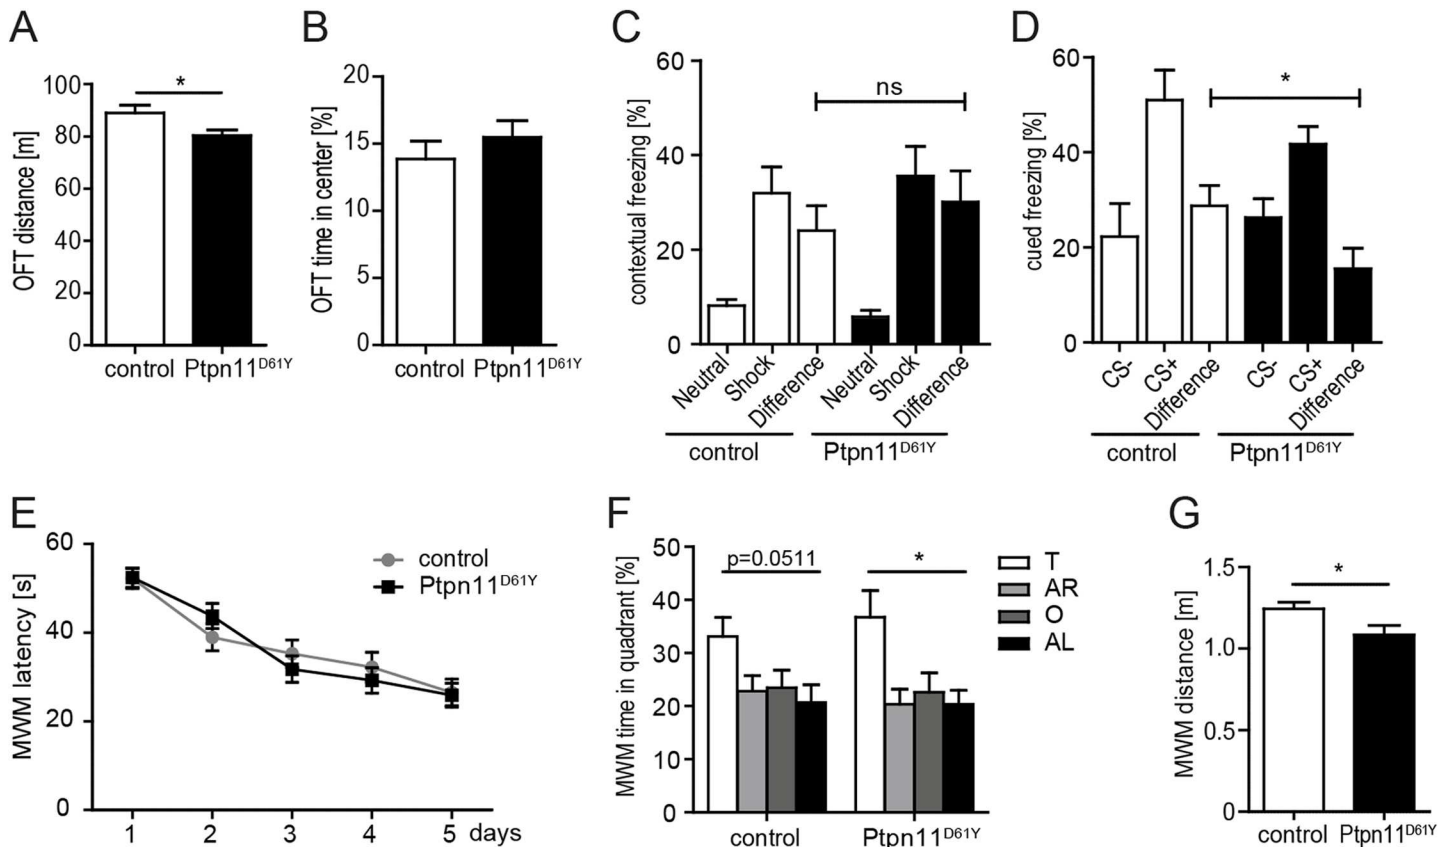 A
OFT distance [m]
100
80
60
40
20
0
*
control Ptpn11D61Y
B
OFT time in center [%]
20
15
10
5
0
control Ptpn11D61Y
C
contextual freezing [%]
60
40
20
0
ns
Neutral
Shock
Difference
Neutral
Shock
Difference
control
Ptpn11D61Y
D
cued freezing [%]
60
40
20
0
*
CS-
CS+
Difference
CS-
CS+
Difference
control
Ptpn11D61Y
E
MWM latency [s]
60
40
20
0
control
Ptpn11D61Y
1 2 3 4 5 days
F
MWM time in quadrant [%]
50
40
30
20
10
0
p=0.0511
*
T
AR
O
AL
control
Ptpn11D61Y
G
MWM distance [m]
1.5
1.0
0.5
0
*
control Ptpn11D61Y